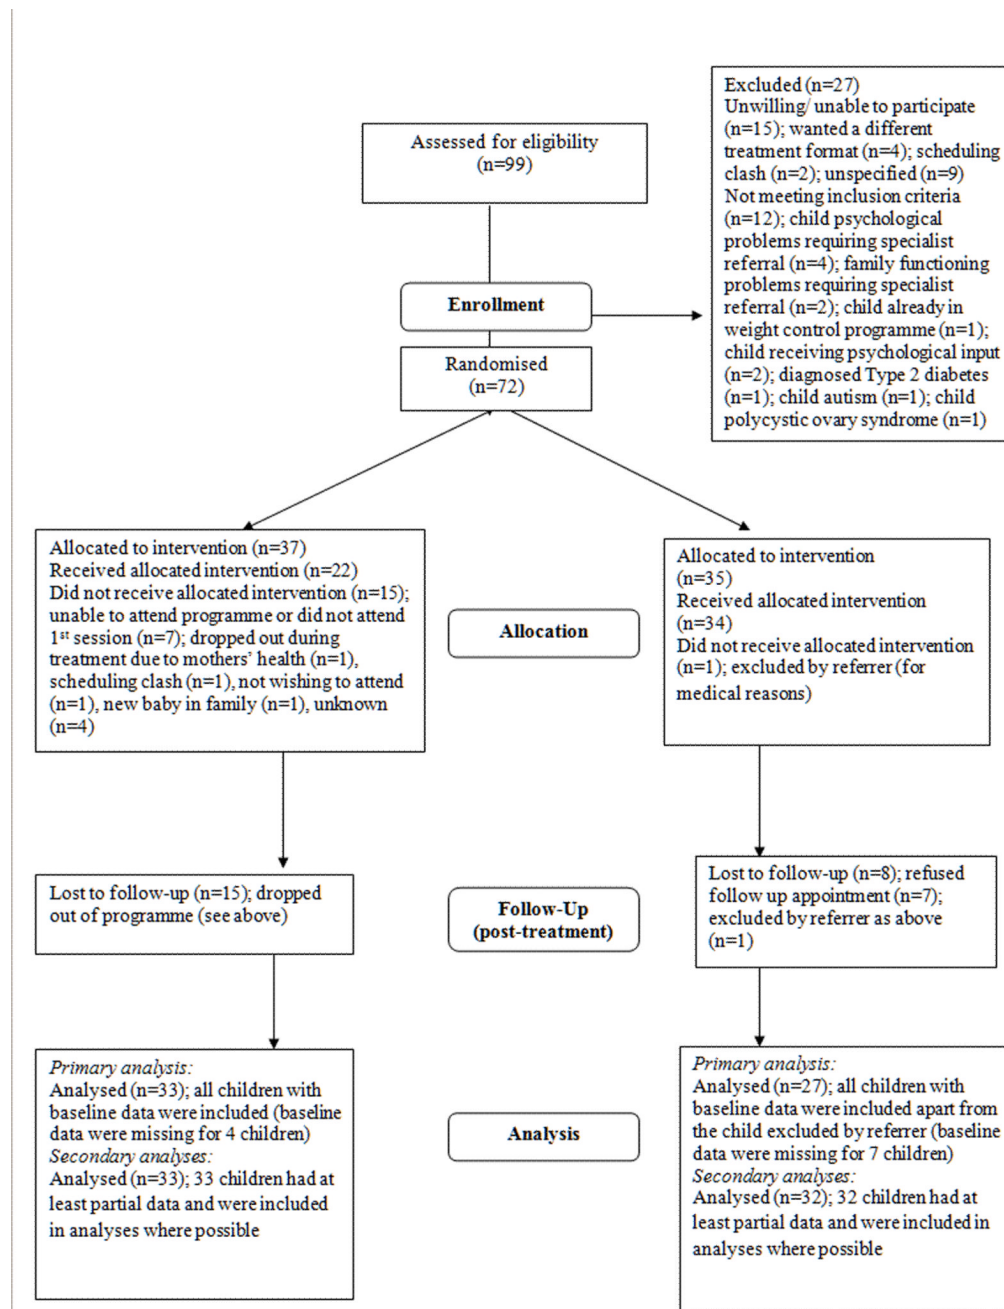 Assessed for eligibility
(n=99)
Excluded (n=27)
Unwilling/ unable to participate
(n=15); wanted a different
treatment format (n=4); scheduling
clash (n=2); unspecified (n=9)
Not meeting inclusion criteria
(n=12); child psychological
problems requiring specialist
referral (n=4); family functioning
problems requiring specialist
referral (n=2); child already in
weight control programme (n=1);
child receiving psychological input
(n=2); diagnosed Type 2 diabetes
(n=1); child autism (n=1); child
polycystic ovary syndrome (n=1)
Enrollment
Randomised
(n=72)
Allocated to intervention (n=37)
Received allocated intervention (n=22)
Did not receive allocated intervention (n=15);
unable to attend programme or did not attend
1st session (n=7); dropped out during
treatment due to mothers’ health (n=1),
scheduling clash (n=1), not wishing to attend
(n=1), new baby in family (n=1), unknown
(n=4)
Allocation
Allocated to intervention
(n=35)
Received allocated intervention
(n=34)
Did not receive allocated intervention
(n=1); excluded by referrer (for
medical reasons)
Lost to follow-up (n=15); dropped
out of programme (see above)
Follow-Up
(post-treatment)
Lost to follow-up (n=8); refused
follow up appointment (n=7);
excluded by referrer as above
(n=1)
Primary analysis:
Analysed (n=33); all children with
baseline data were included (baseline
data were missing for 4 children)
Secondary analyses:
Analysed (n=33); 33 children had at
least partial data and were included
in analyses where possible
Analysis
Primary analysis:
Analysed (n=27); all children with
baseline data were included apart from
the child excluded by referrer (baseline
data were missing for 7 children)
Secondary analyses:
Analysed (n=32); 32 children had at
least partial data and were included in
analyses where possible